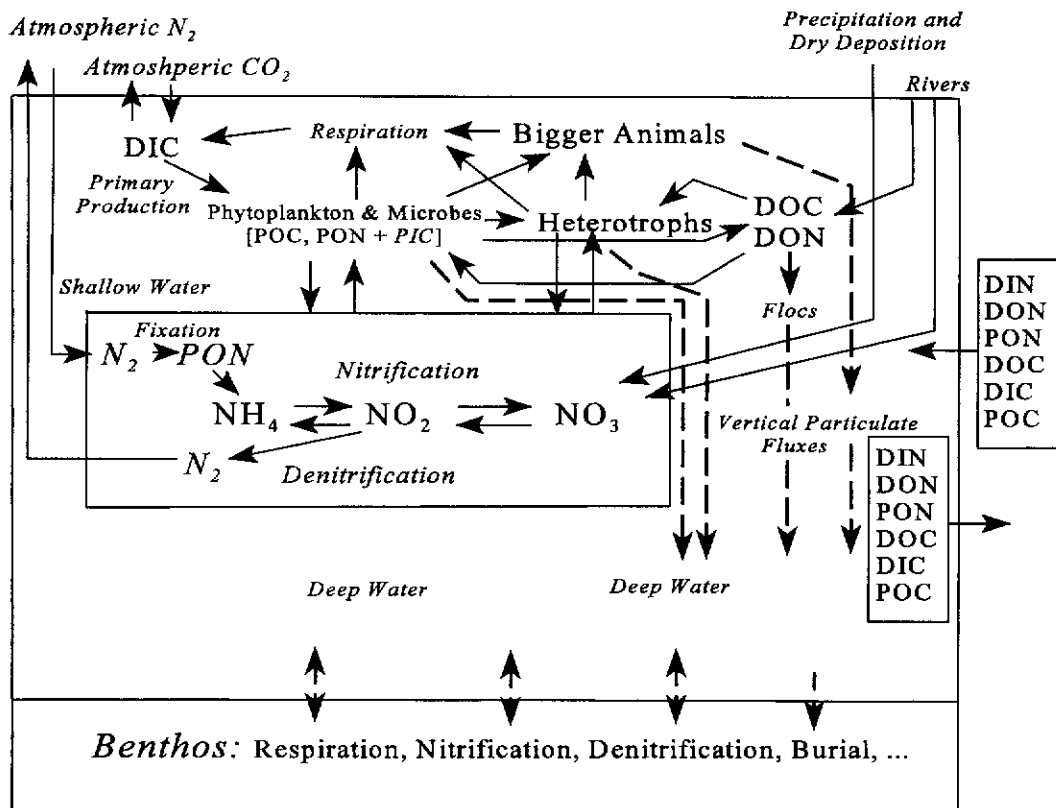 Atmospheric N2
Precipitation and
Dry Deposition
Atmoshperic CO2
Rivers
DIC
Respiration
Bigger Animals
Primary
Production
Phytoplankton & Microbes
[POC, PON + PIC]
Heterotrophs
DOC
DON
Shallow Water
Flocs
DIN
DON
PON
DOC
DIC
POC
Fixation
N2
PON
Nitrification
NH4
NO2
NO3
N2
Denitrification
Vertical Particulate
Fluxes
DIN
DON
PON
DOC
DIC
POC
Deep Water
Deep Water
Benthos: Respiration, Nitrification, Denitrification, Burial, ...